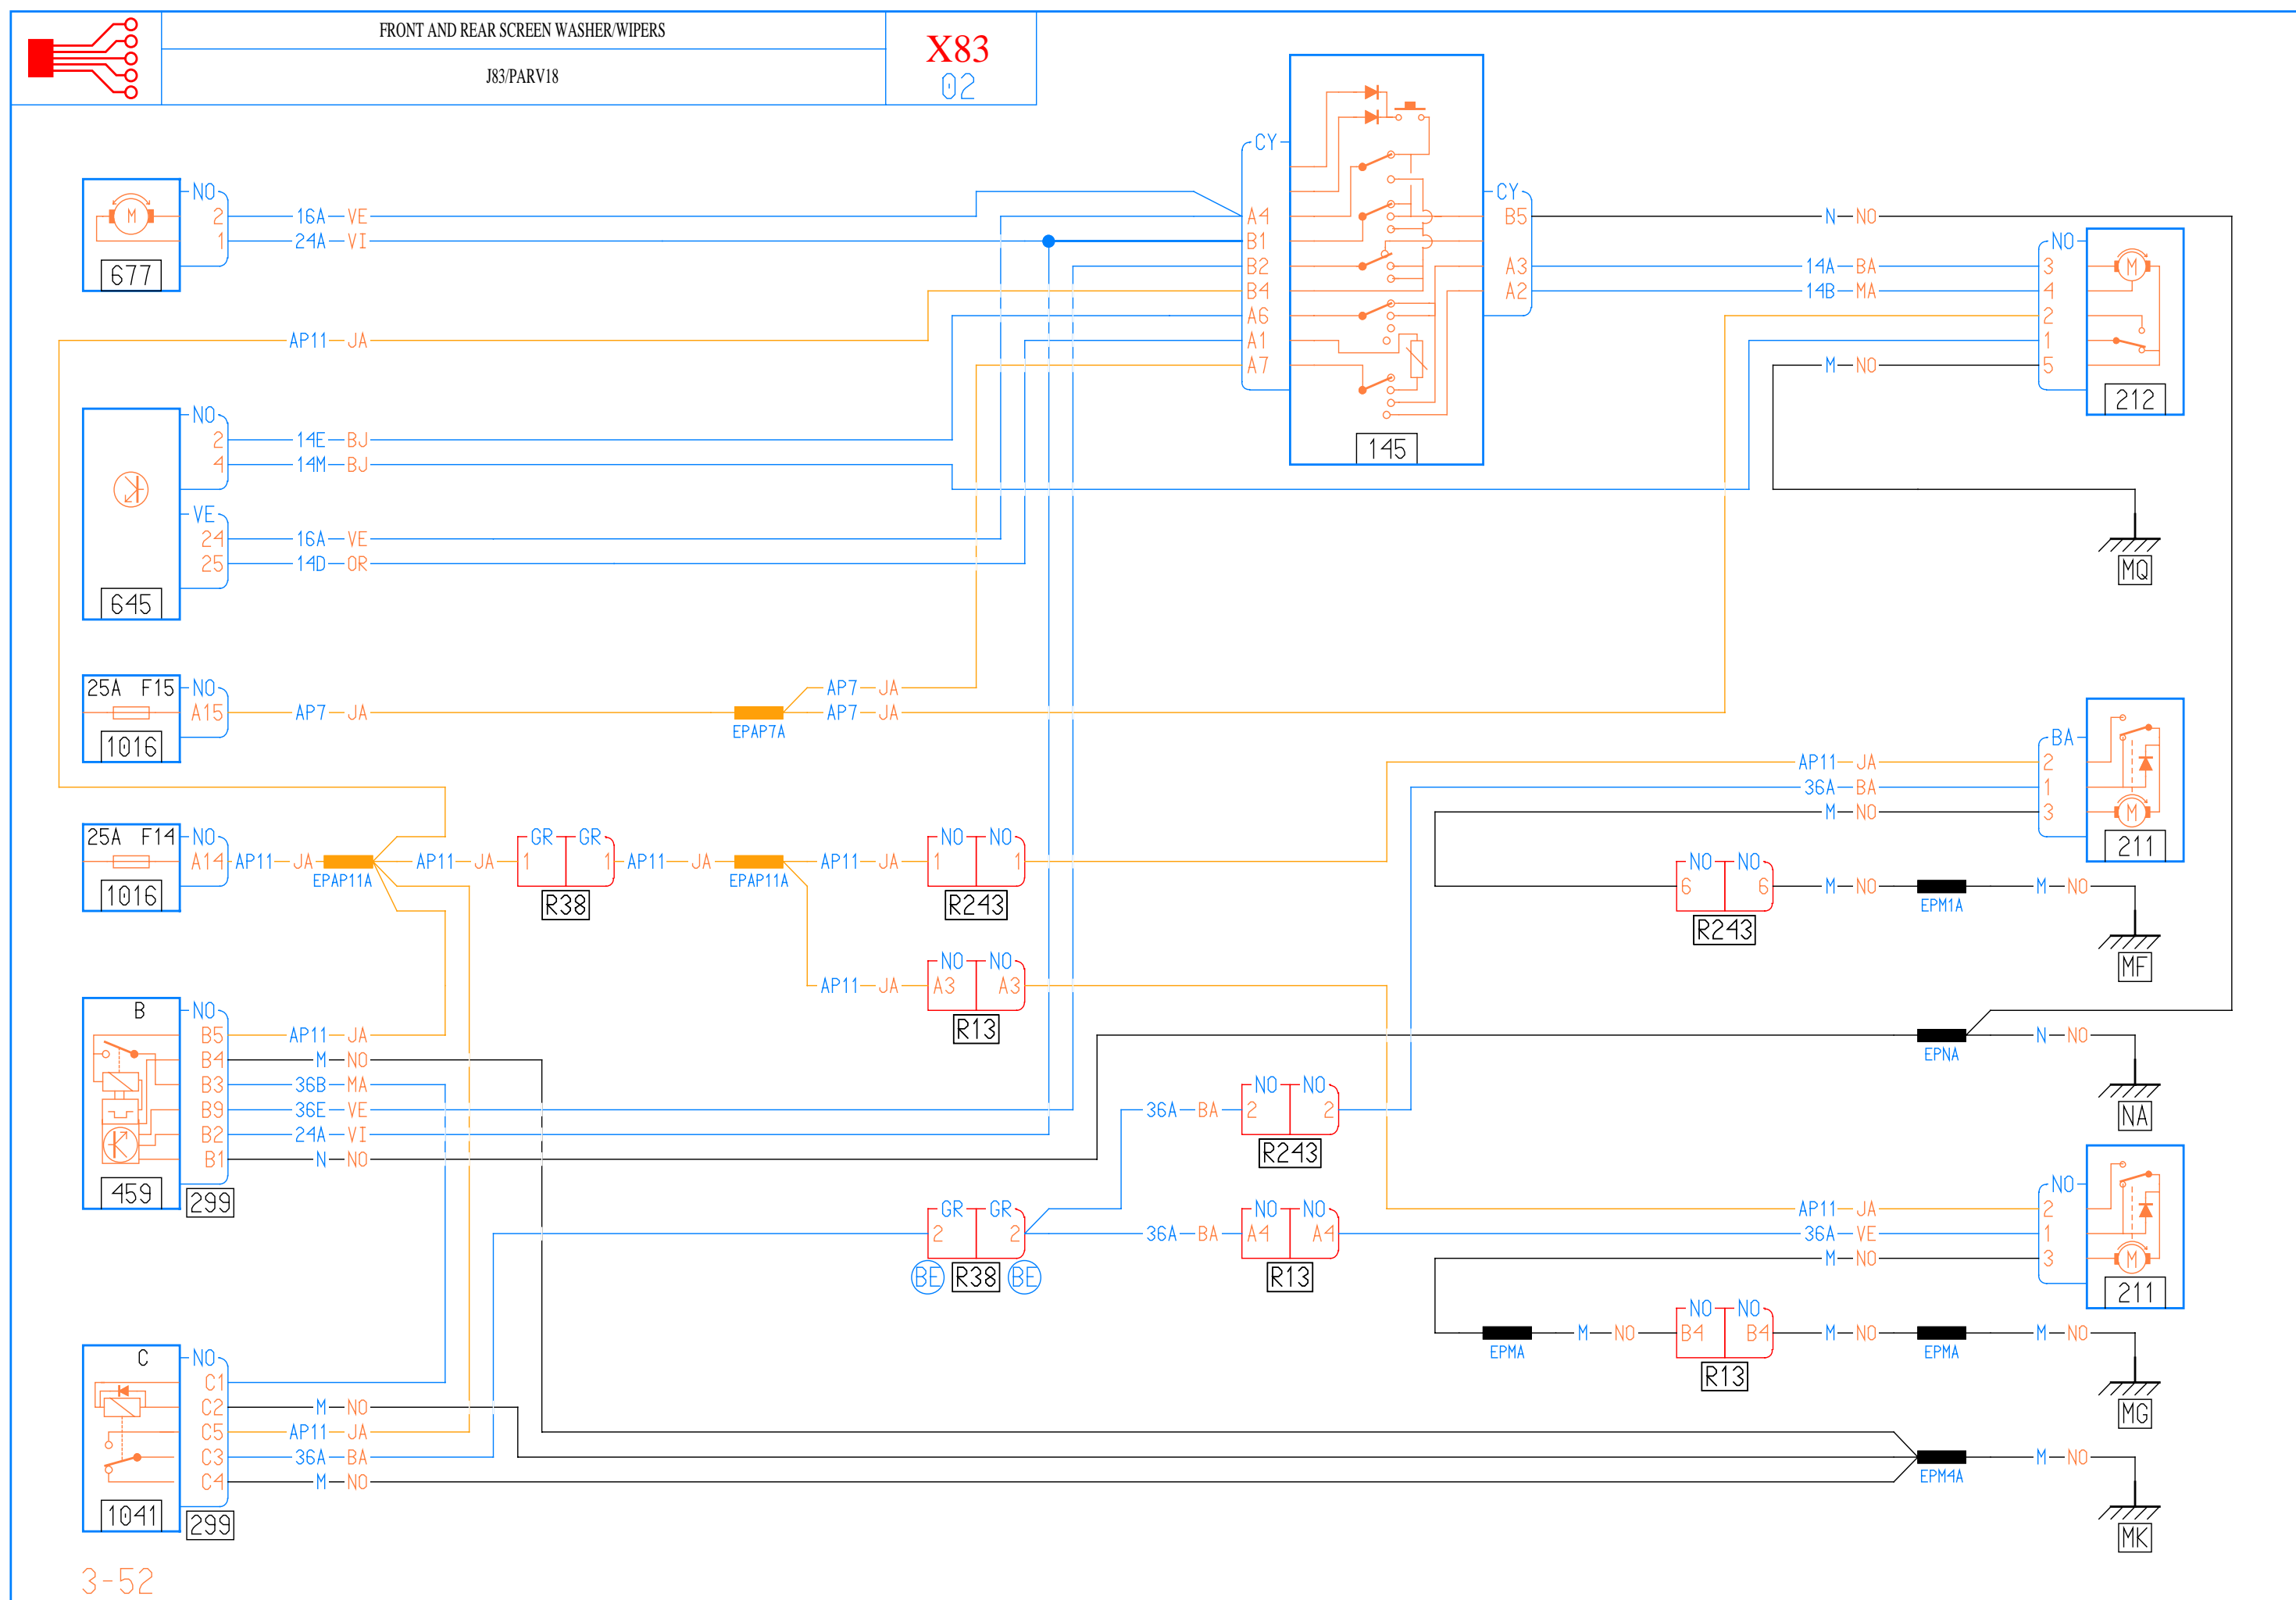 FRONT AND REAR SCREEN WASHER/WIPERS
J83/PARV18
X83
02
NO
2 16A VE
1 24A VI
677
AP11 JA
NO
2 14E BJ
4 14M BJ
VE
24 16A VE
25 14D OR
645
CY
A4
B1
B2
B4
A6
A1
A7
145
CY
B5 N NO
A3 14A BA
A2 14B MA
NO
3
4
2
1
M NO 5
212
MQ
25A F15 NO
A15 AP7 JA
1016
EPAP7A
AP7 JA
AP7 JA
25A F14 NO
A14 AP11 JA
1016
EPAP11A
AP11 JA
GR GR
1 1
R38
AP11 JA
EPAP11A
AP11 JA
NO NO
1 1
R243
AP11 JA
NO NO
A3 A3
R13
BA
AP11 JA 2
36A BA 1
M NO 3
211
NO NO
6 6
R243
M NO
EPM1A
M NO
MF
B NO
B5 AP11 JA
B4 M NO
B3 36B MA
B9 36E VE
B2 24A VI
B1 N NO
459 299
EPNA
N NO
NA
36A BA
NO NO
2 2
R243
GR GR
2 2
BE R38 BE
36A BA
NO NO
A4 A4
R13
NO
AP11 JA 2
36A VE 1
M NO 3
211
EPMA
M NO
NO NO
B4 B4
R13
M NO
EPMA
M NO
MG
C NO
C1
C2 M NO
C5 AP11 JA
C3 36A BA
C4 M NO
1041 299
EPM4A
M NO
MK
M
M
M
M
3-52